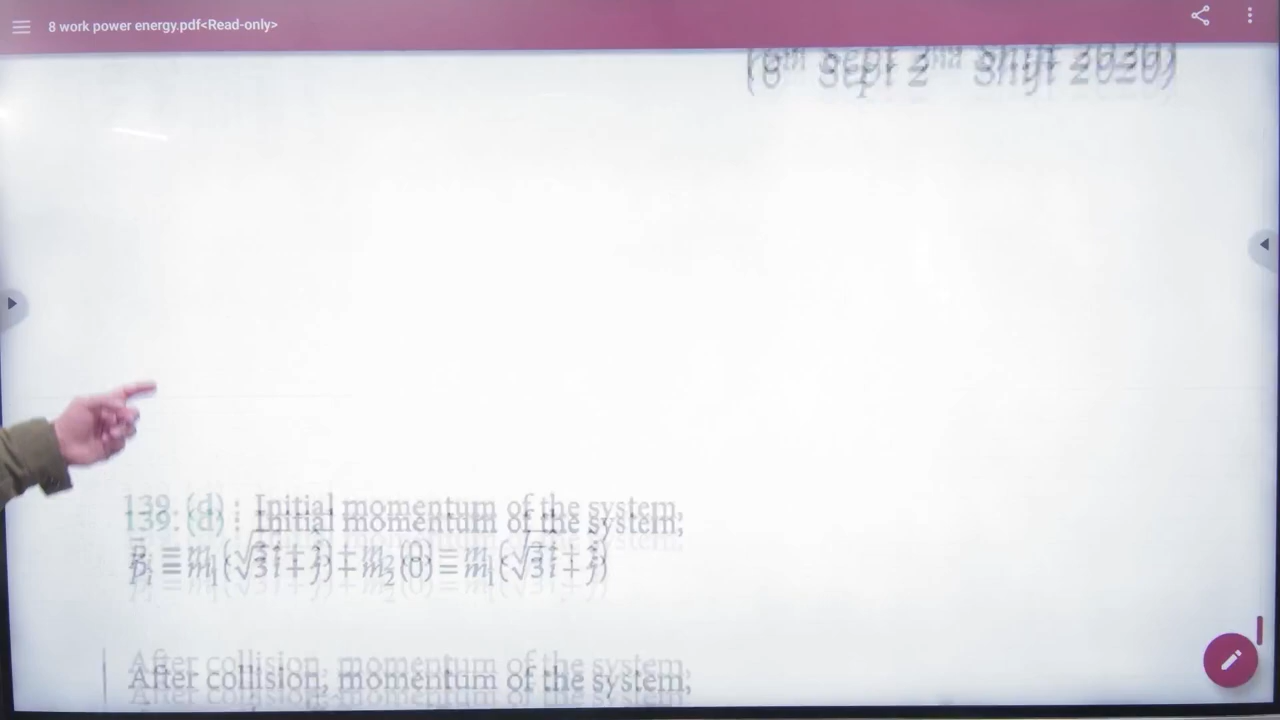 8 work power energy.pdf<Read-only>
(6th Sept 2nd Shift 2020)
139. (d) : Initial momentum of the system,
p⃗ᵢ = m₁(√3î + ĵ) + m₂(0) = m₁(√3î + ĵ)
After collision, momentum of the system,